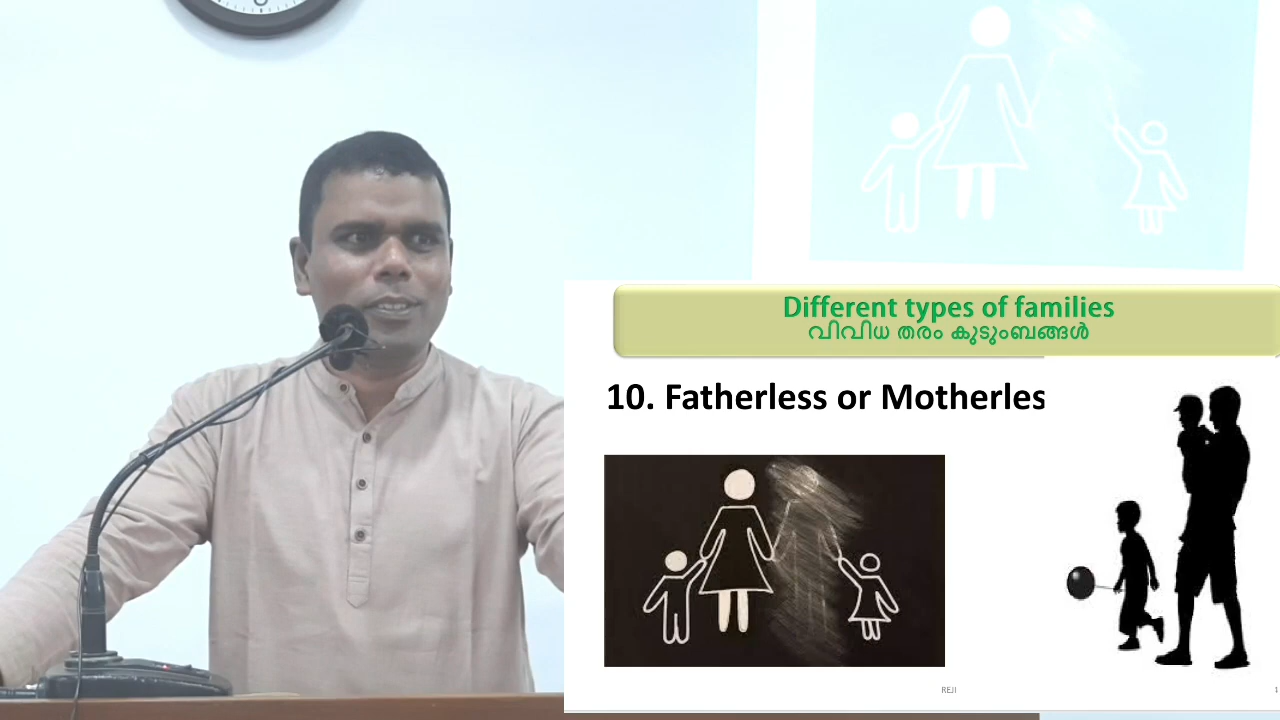 Different types of families
വിവിധ തരം കുടുംബങ്ങൾ
10. Fatherless or Motherles
REJI
1